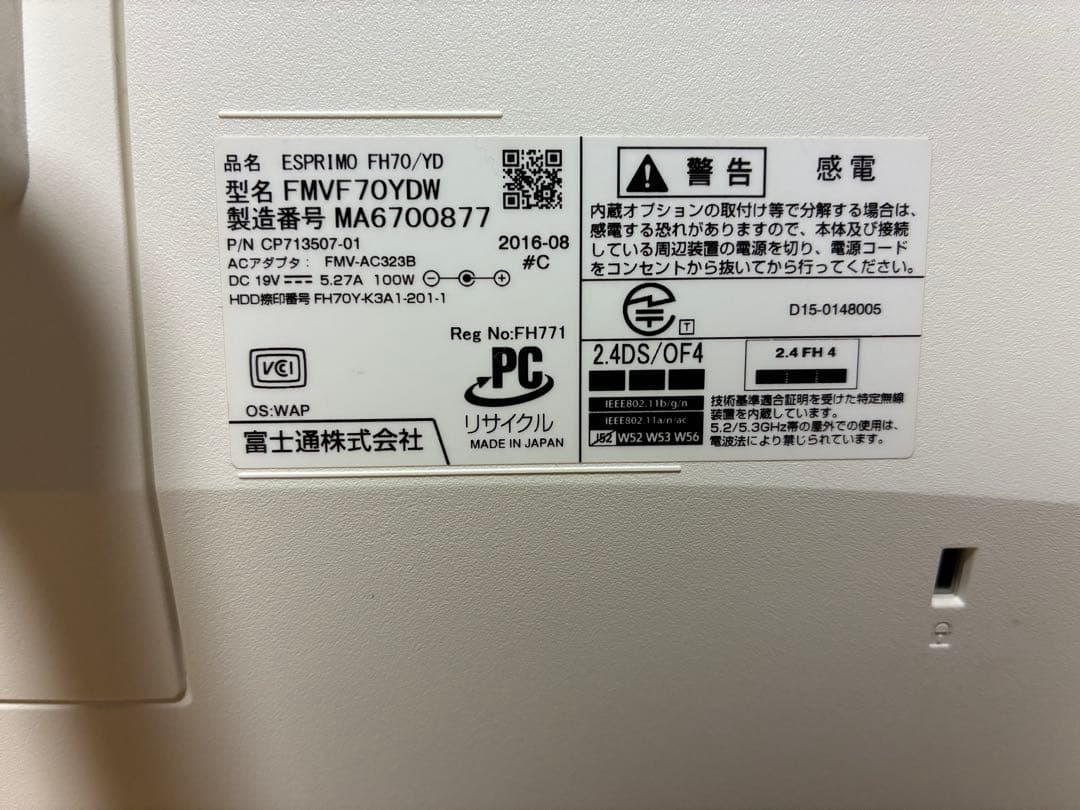 品名 ESPRIMO FH70/YD
型名 FMVF70YDW
製造番号 MA6700877
P/N CP713507-01
2016-08
ACアダプタ: FMV-AC323B
#C
DC 19V 5.27A 100W
HDD捺印番号 FH70Y-K3A1-201-1
Reg No:FH771
VCCI
PC
リサイクル
OS:WAP
MADE IN JAPAN
富士通株式会社
警告 感電
内蔵オプションの取付け等で分解する場合は、
感電する恐れがありますので、本体及び接続
している周辺装置の電源を切り、電源コード
をコンセントから抜いてから行ってください。
T
D15-0148005
2.4DS/OF4
2.4 FH 4
IEEE802.11b/g/n
IEEE802.11a/n/ac
J52 W52 W53 W56
技術基準適合証明を受けた特定無線
装置を内蔵しています。
5.2/5.3GHz帯の屋外での使用は、
電波法により禁じられています。